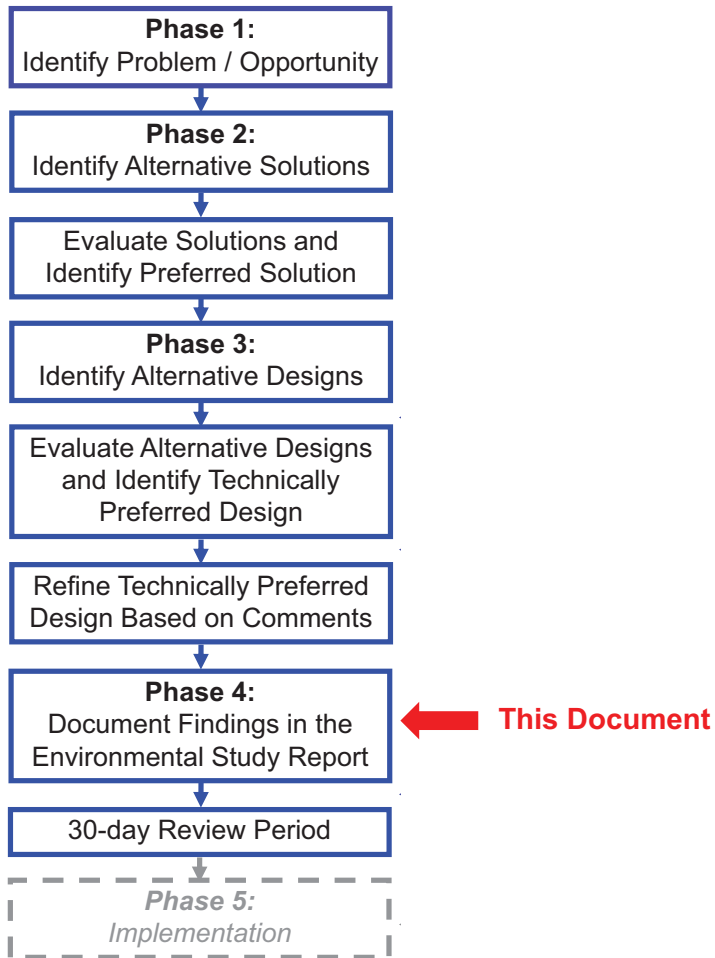 Phase 1:
Identify Problem / Opportunity
Phase 2:
Identify Alternative Solutions
Evaluate Solutions and
Identify Preferred Solution
Phase 3:
Identify Alternative Designs
Evaluate Alternative Designs
and Identify Technically
Preferred Design
Refine Technically Preferred
Design Based on Comments
Phase 4:
Document Findings in the
Environmental Study Report
This Document
30-day Review Period
Phase 5:
Implementation